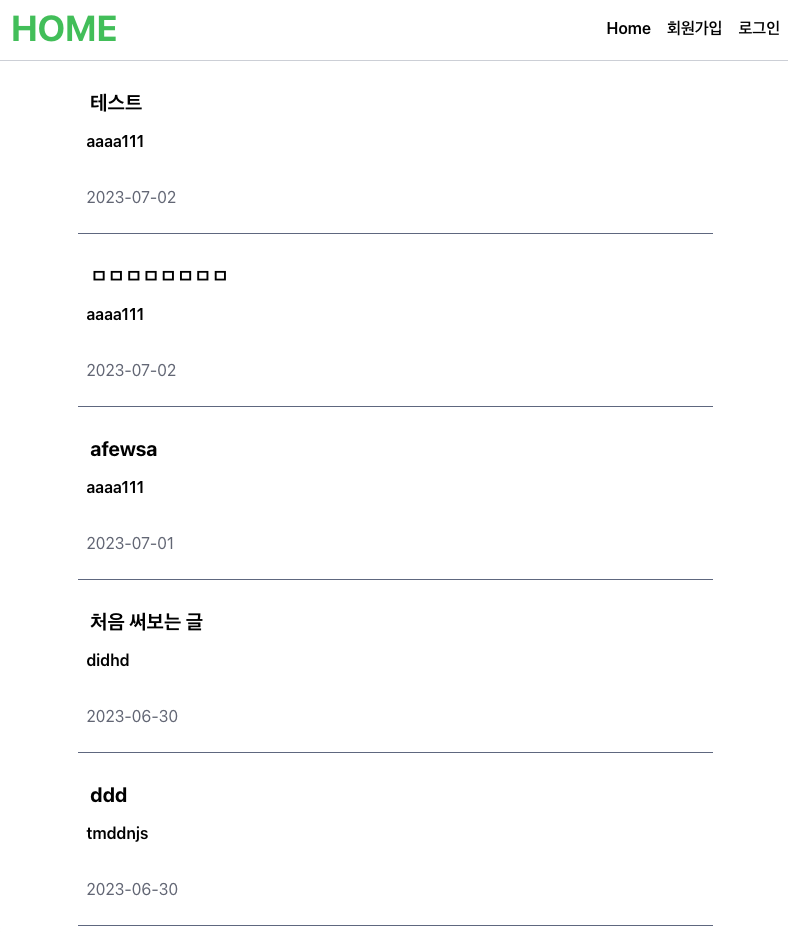 HOME
Home 회원가입 로그인
테스트
aaaa111
2023-07-02
ㅁㅁㅁㅁㅁㅁㅁㅁ
aaaa111
2023-07-02
afewsa
aaaa111
2023-07-01
처음 써보는 글
didhd
2023-06-30
ddd
tmddnjs
2023-06-30